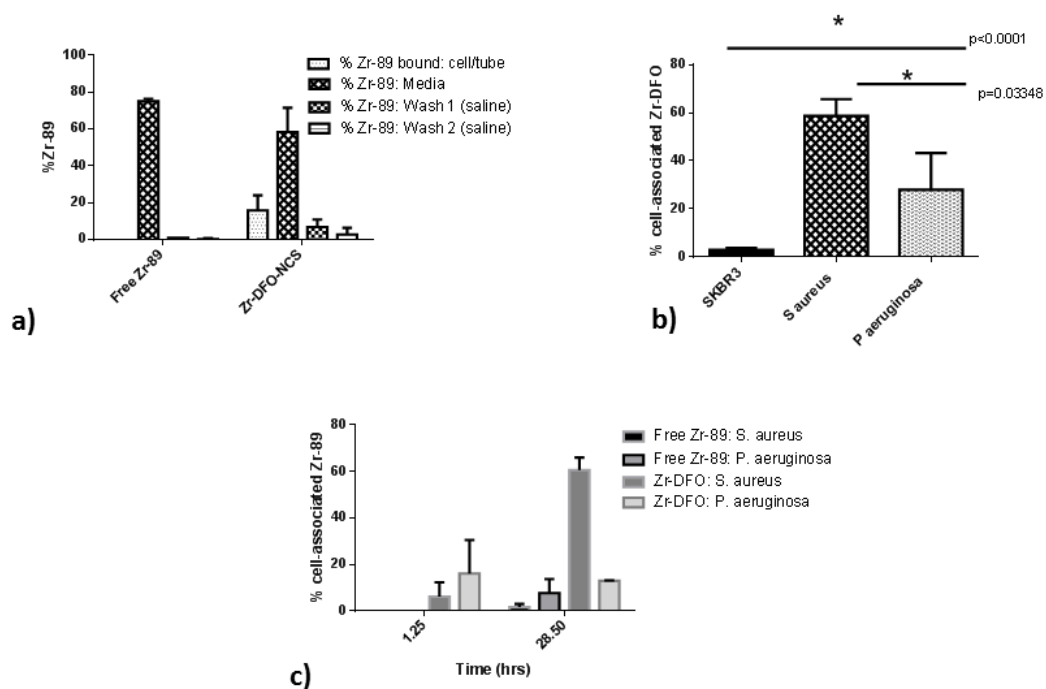 100
80
60
40
20
0
%Zr-89
% Zr-89 bound: cell/tube
% Zr-89: Media
% Zr-89: Wash 1 (saline)
% Zr-89: Wash 2 (saline)
Free Zr-89
Zr-DFO-NCS
a)
*
p<0.0001
*
p=0.03348
80
60
40
20
0
% cell-associated Zr-DFO
SKBR3
S aureus
P aeruginosa
b)
80
60
40
20
0
% cell-associated Zr-89
Free Zr-89: S. aureus
Free Zr-89: P. aeruginosa
Zr-DFO: S. aureus
Zr-DFO: P. aeruginosa
1.25
28.50
Time (hrs)
c)